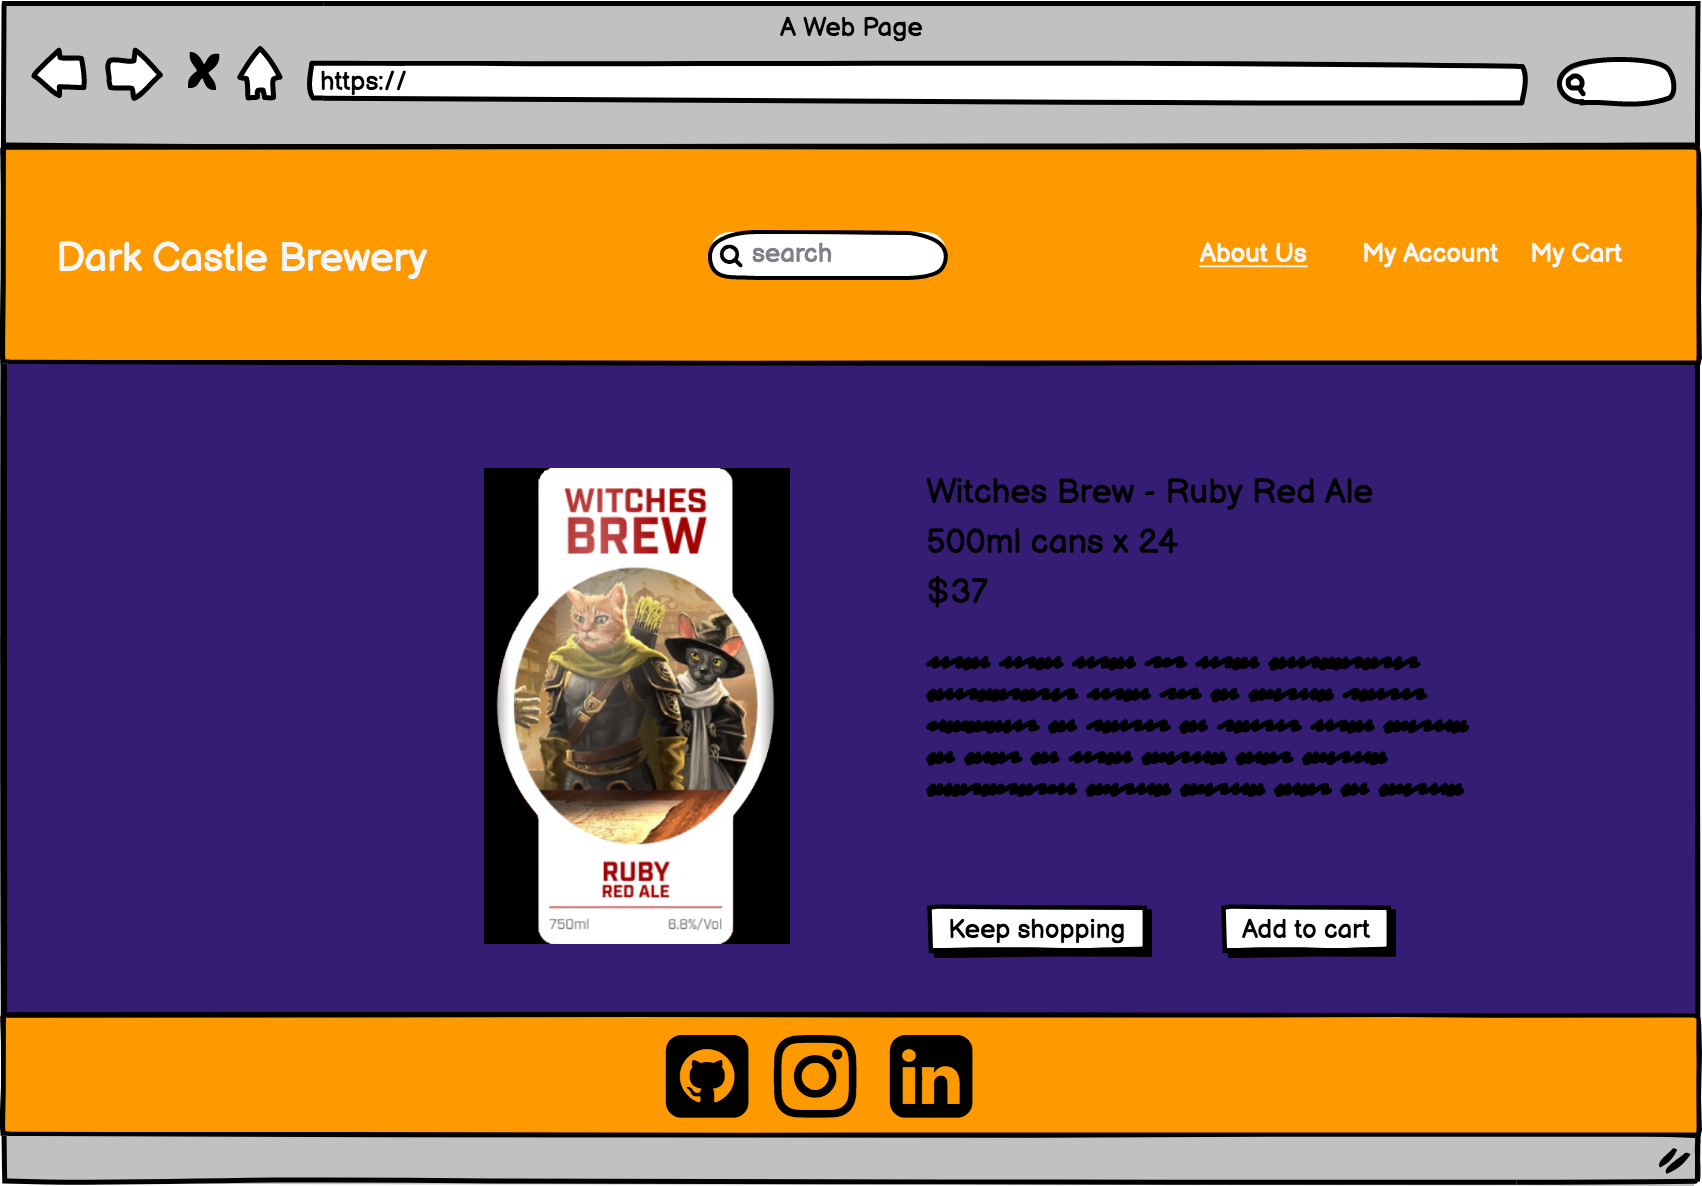 A Web Page
https://
Dark Castle Brewery
search
About Us
My Account
My Cart
WITCHES
BREW
RUBY
RED ALE
750ml
6.8%/Vol
Witches Brew - Ruby Red Ale
500ml cans x 24
$37
Keep shopping
Add to cart
in